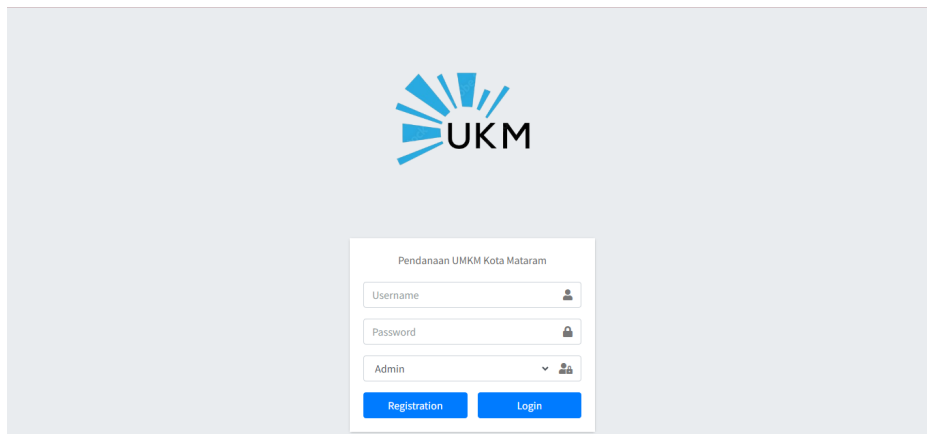 UKM
Pendanaan UMKM Kota Mataram
Username
Password
Admin
Registration Login